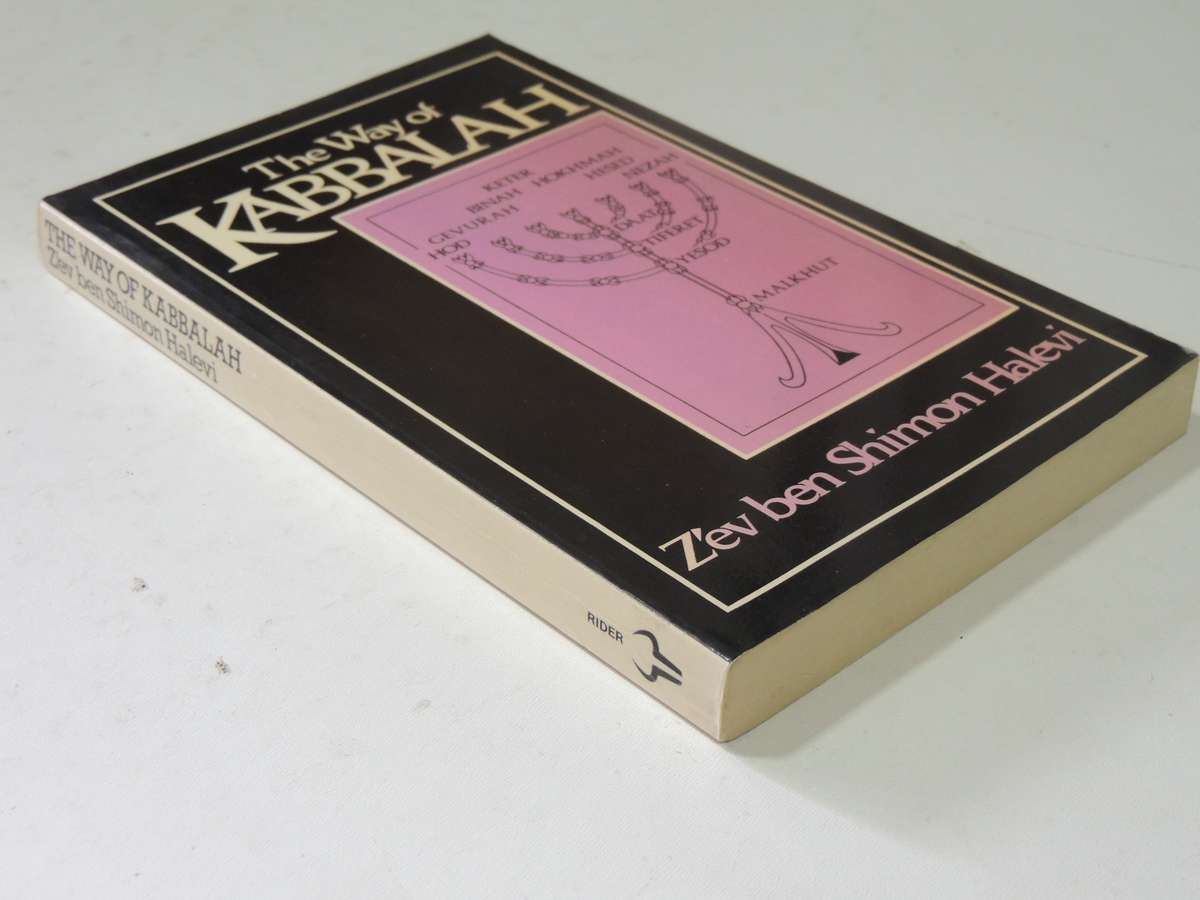 The Way of
KABBALAH
KETER
BINAH HOKHMAH
GEVURAH HESED
HOD NEZAH
DAAT
TIFERET
YESOD
MALKHUT
Z'ev ben Shimon Halevi
THE WAY OF KABBALAH
Z'ev ben Shimon Halevi
RIDER